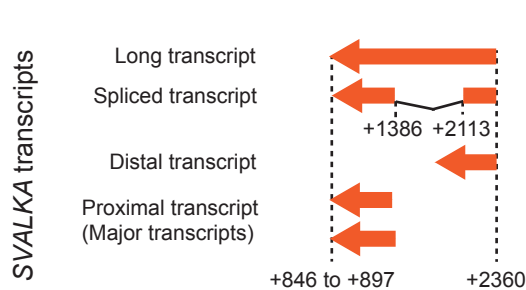 SVALKA transcripts
Long transcript
Spliced transcript
+1386 +2113
Distal transcript
Proximal transcript
(Major transcripts)
+846 to +897 +2360